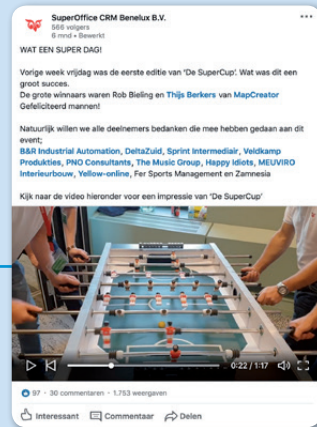 SuperOffice CRM Benelux B.V.
566 volgers
6 mnd • Bewerkt
WAT EEN SUPER DAG!
Vorige week vrijdag was de eerste editie van 'De SuperCup'. Wat was dit een
groot succes.
De grote winnaars waren Rob Bieling en Thijs Berkers van MapCreator
Gefeliciteerd mannen!
Natuurlijk willen we alle deelnemers bedanken die mee hebben gedaan aan dit
event;
B&R Industrial Automation, DeltaZuid, Sprint Intermediair, Veldkamp
Produkties, PNO Consultants, The Music Group, Happy Idiots, MEUVIRO
Interieurbouw, Yellow-online, Fer Sports Management en Zamnesia
Kijk naar de video hieronder voor een impressie van 'De SuperCup'
0:22 / 1:17
97 · 30 commentaren · 1.753 weergaven
Interessant Commentaar Delen